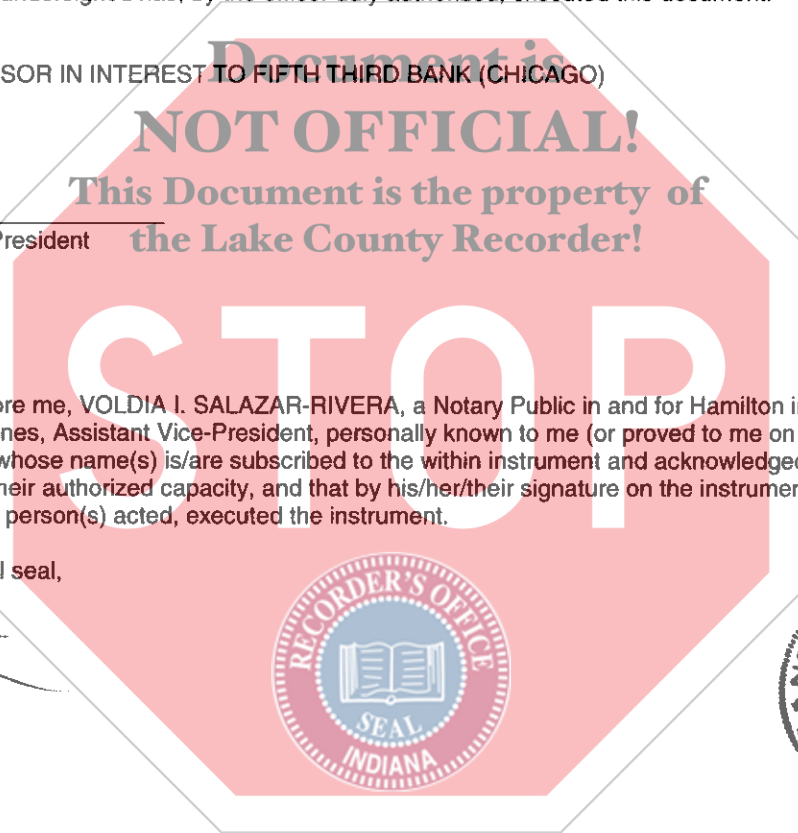 SOR IN INTEREST TO FIFTH THIRD BANK (CHICAGO)
Document is
NOT OFFICIAL!
This Document is the property of
the Lake County Recorder!
President
STOP
ore me, VOLDIA I. SALAZAR-RIVERA, a Notary Public in and for Hamilton i
nes, Assistant Vice-President, personally known to me (or proved to me on
whose name(s) is/are subscribed to the within instrument and acknowledge
heir authorized capacity, and that by his/her/their signature on the instrumen
person(s) acted, executed the instrument.
l seal,
RECORDER'S OFFICE
SEAL
INDIANA